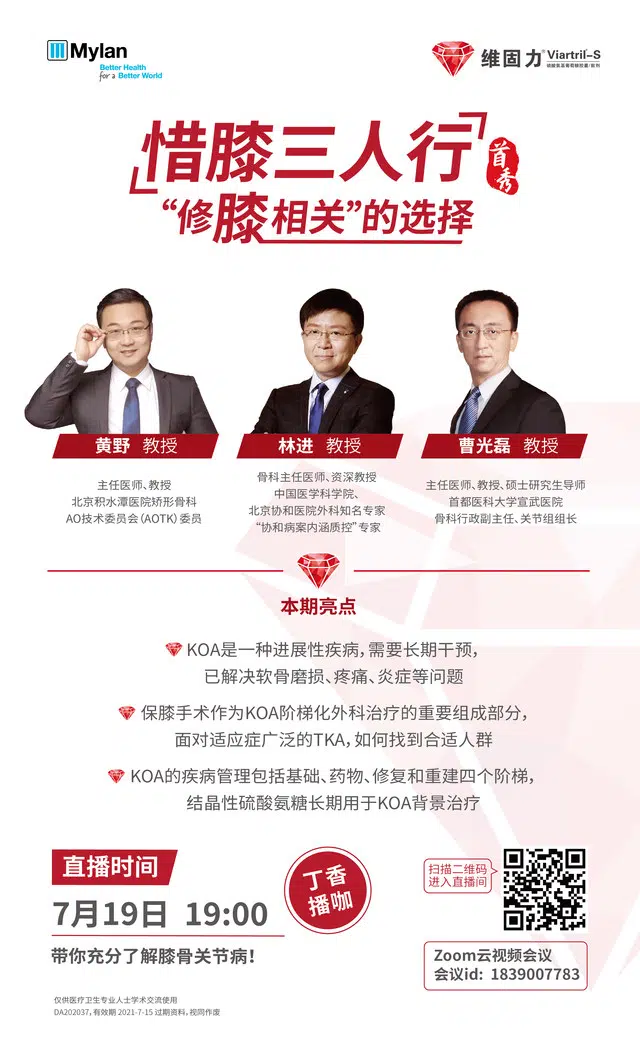 Mylan
Better Health
for a Better World
维固力® Viartril-S
硫酸氨基葡萄糖胶囊/散剂
惜膝三人行
首秀
“修膝相关”的选择
黄野 教授
主任医师、教授
北京积水潭医院矫形骨科
AO技术委员会(AOTK)委员
林进 教授
骨科主任医师、资深教授
中国医学科学院、
北京协和医院外科知名专家
“协和病案内涵质控”专家
曹光磊 教授
主任医师、教授、硕士研究生导师
首都医科大学宣武医院
骨科行政副主任、关节组组长
本期亮点
KOA是一种进展性疾病,需要长期干预,
已解决软骨磨损、疼痛、炎症等问题
保膝手术作为KOA阶梯化外科治疗的重要组成部分,
面对适应症广泛的TKA,如何找到合适人群
KOA的疾病管理包括基础、药物、修复和重建四个阶梯,
结晶性硫酸氨糖长期用于KOA背景治疗
直播时间
7月19日 19:00
带你充分了解膝骨关节病!
丁香
播咖
扫描二维码
进入直播间
Zoom云视频会议
会议id: 1839007783
仅供医疗卫生专业人士学术交流使用
DA202037,有效期 2021-7-15 过期资料,视同作废